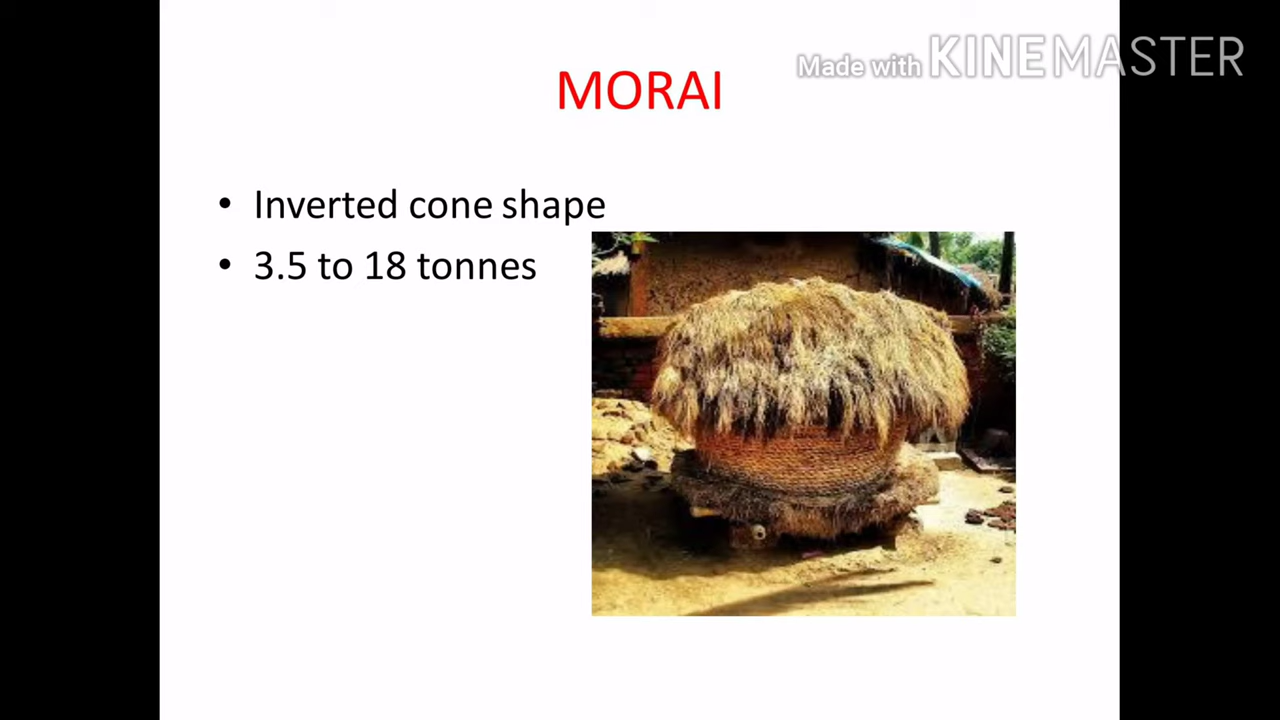 Made with KINEMASTER
MORAI
• Inverted cone shape
• 3.5 to 18 tonnes